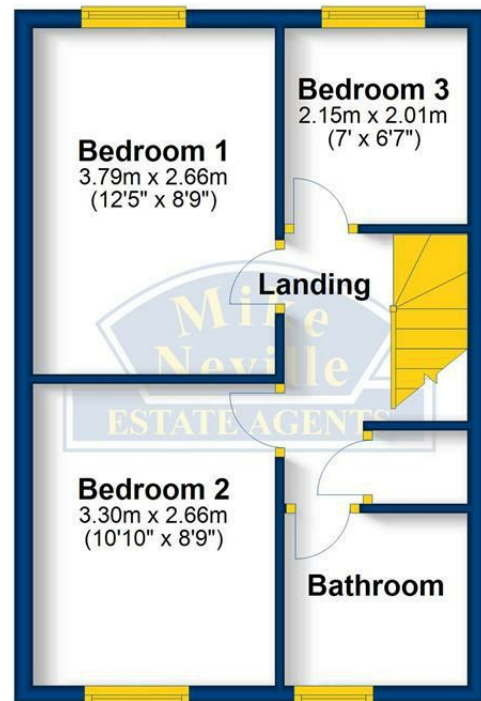 Bedroom 1
3.79m x 2.66m
(12'5" x 8'9")
Bedroom 3
2.15m x 2.01m
(7' x 6'7")
Landing
Mike
Neville
ESTATE AGENTS
Bedroom 2
3.30m x 2.66m
(10'10" x 8'9")
Bathroom